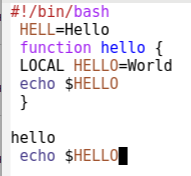 #!/bin/bash
HELL=Hello
function hello {
LOCAL HELLO=World
echo $HELLO
}
hello
echo $HELLO